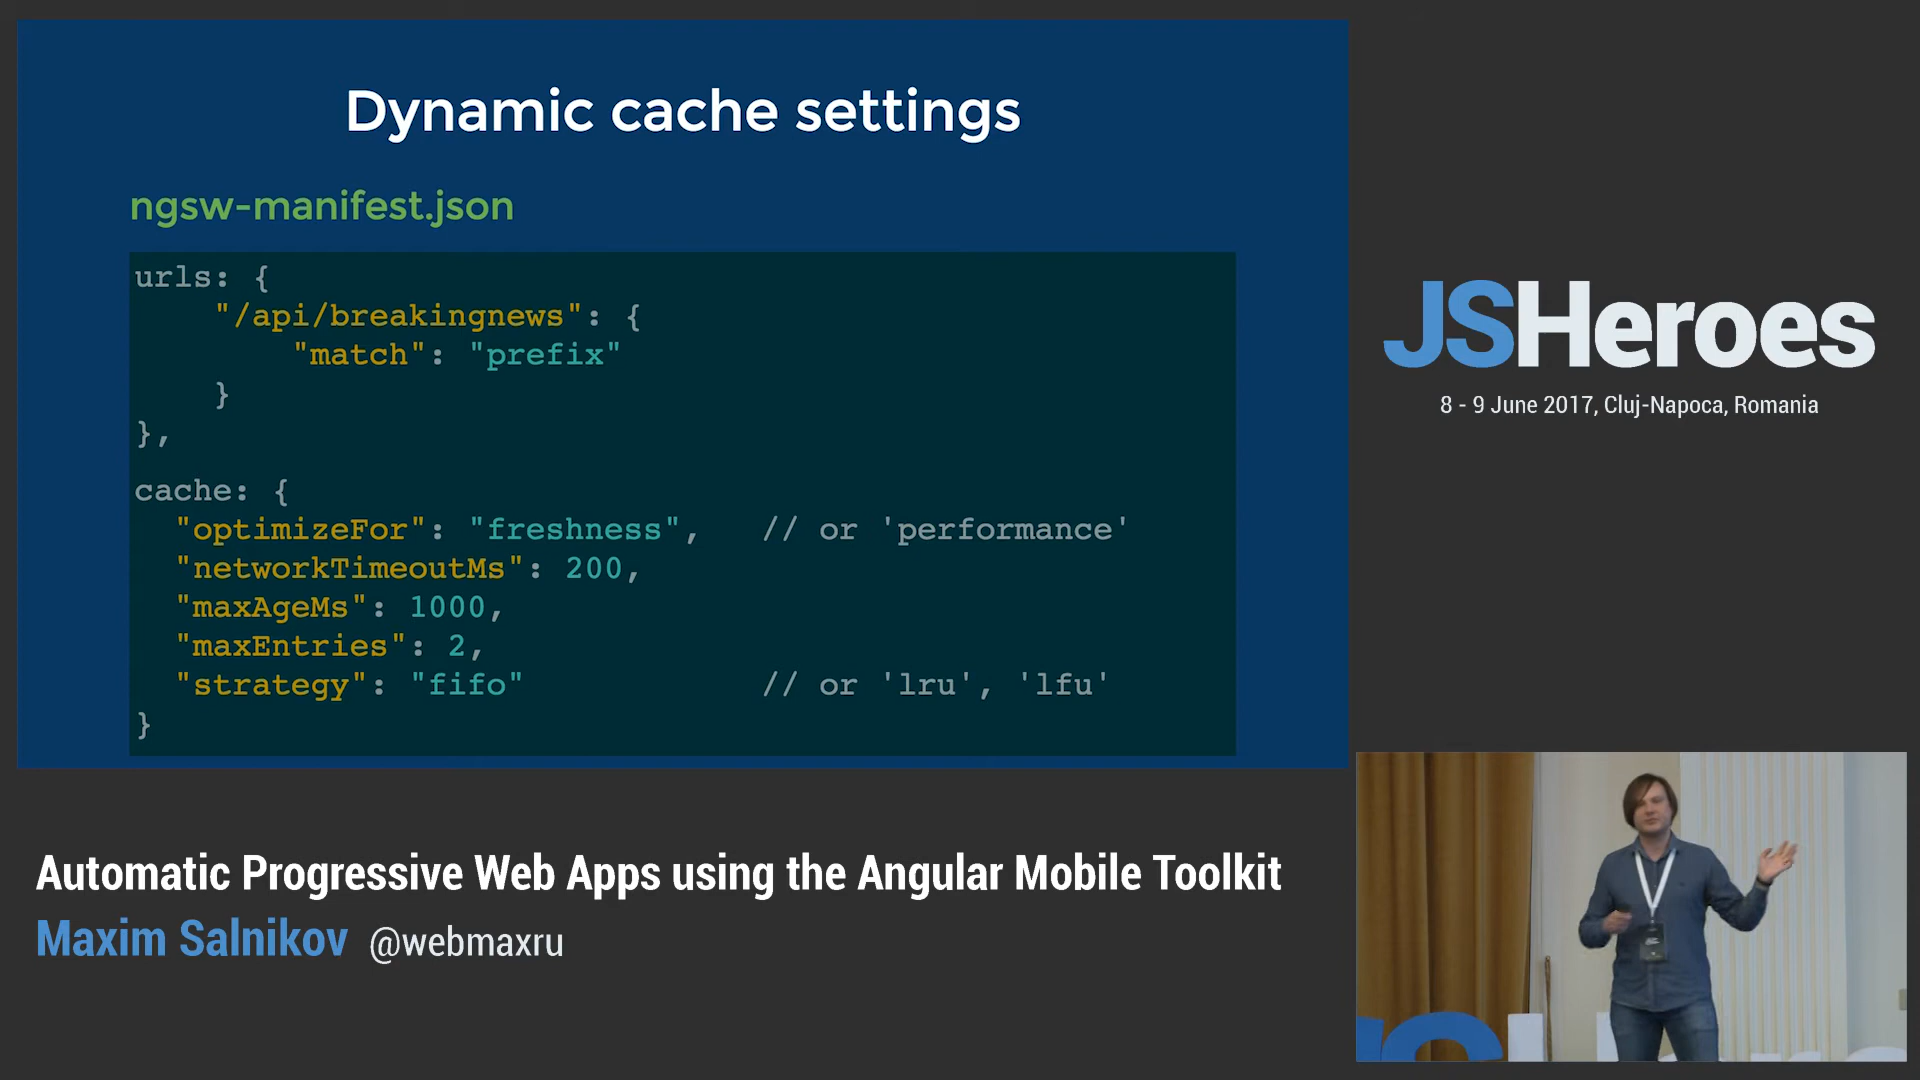 Dynamic cache settings
ngsw-manifest.json
urls: {
"/api/breakingnews": {
"match": "prefix"
}
},
cache: {
"optimizeFor": "freshness", // or 'performance'
"networkTimeoutMs": 200,
"maxAgeMs": 1000,
"maxEntries": 2,
"strategy": "fifo" // or 'lru', 'lfu'
}
JSHeroes
8 - 9 June 2017, Cluj-Napoca, Romania
Automatic Progressive Web Apps using the Angular Mobile Toolkit
Maxim Salnikov @webmaxru